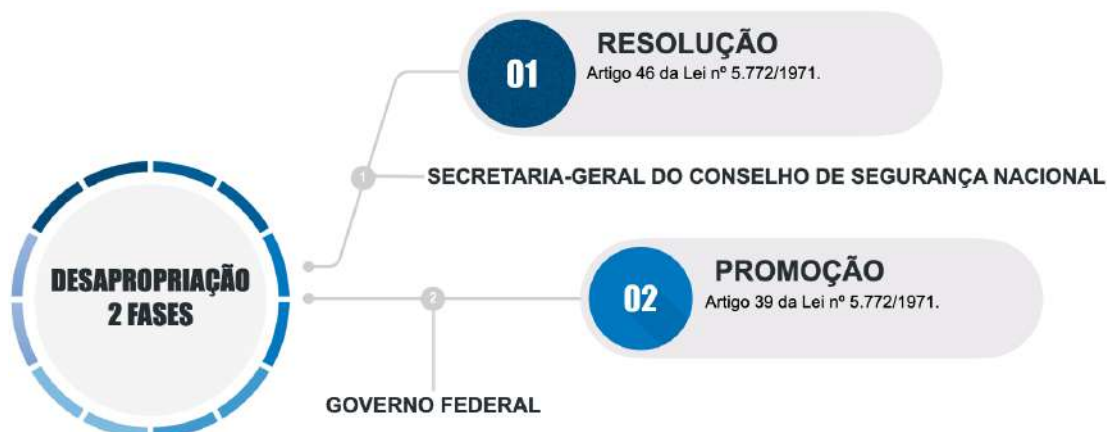 01
RESOLUÇÃO
Artigo 46 da Lei nº 5.772/1971.
1
SECRETARIA-GERAL DO CONSELHO DE SEGURANÇA NACIONAL
DESAPROPRIAÇÃO
2 FASES
2
02
PROMOÇÃO
Artigo 39 da Lei nº 5.772/1971.
GOVERNO FEDERAL